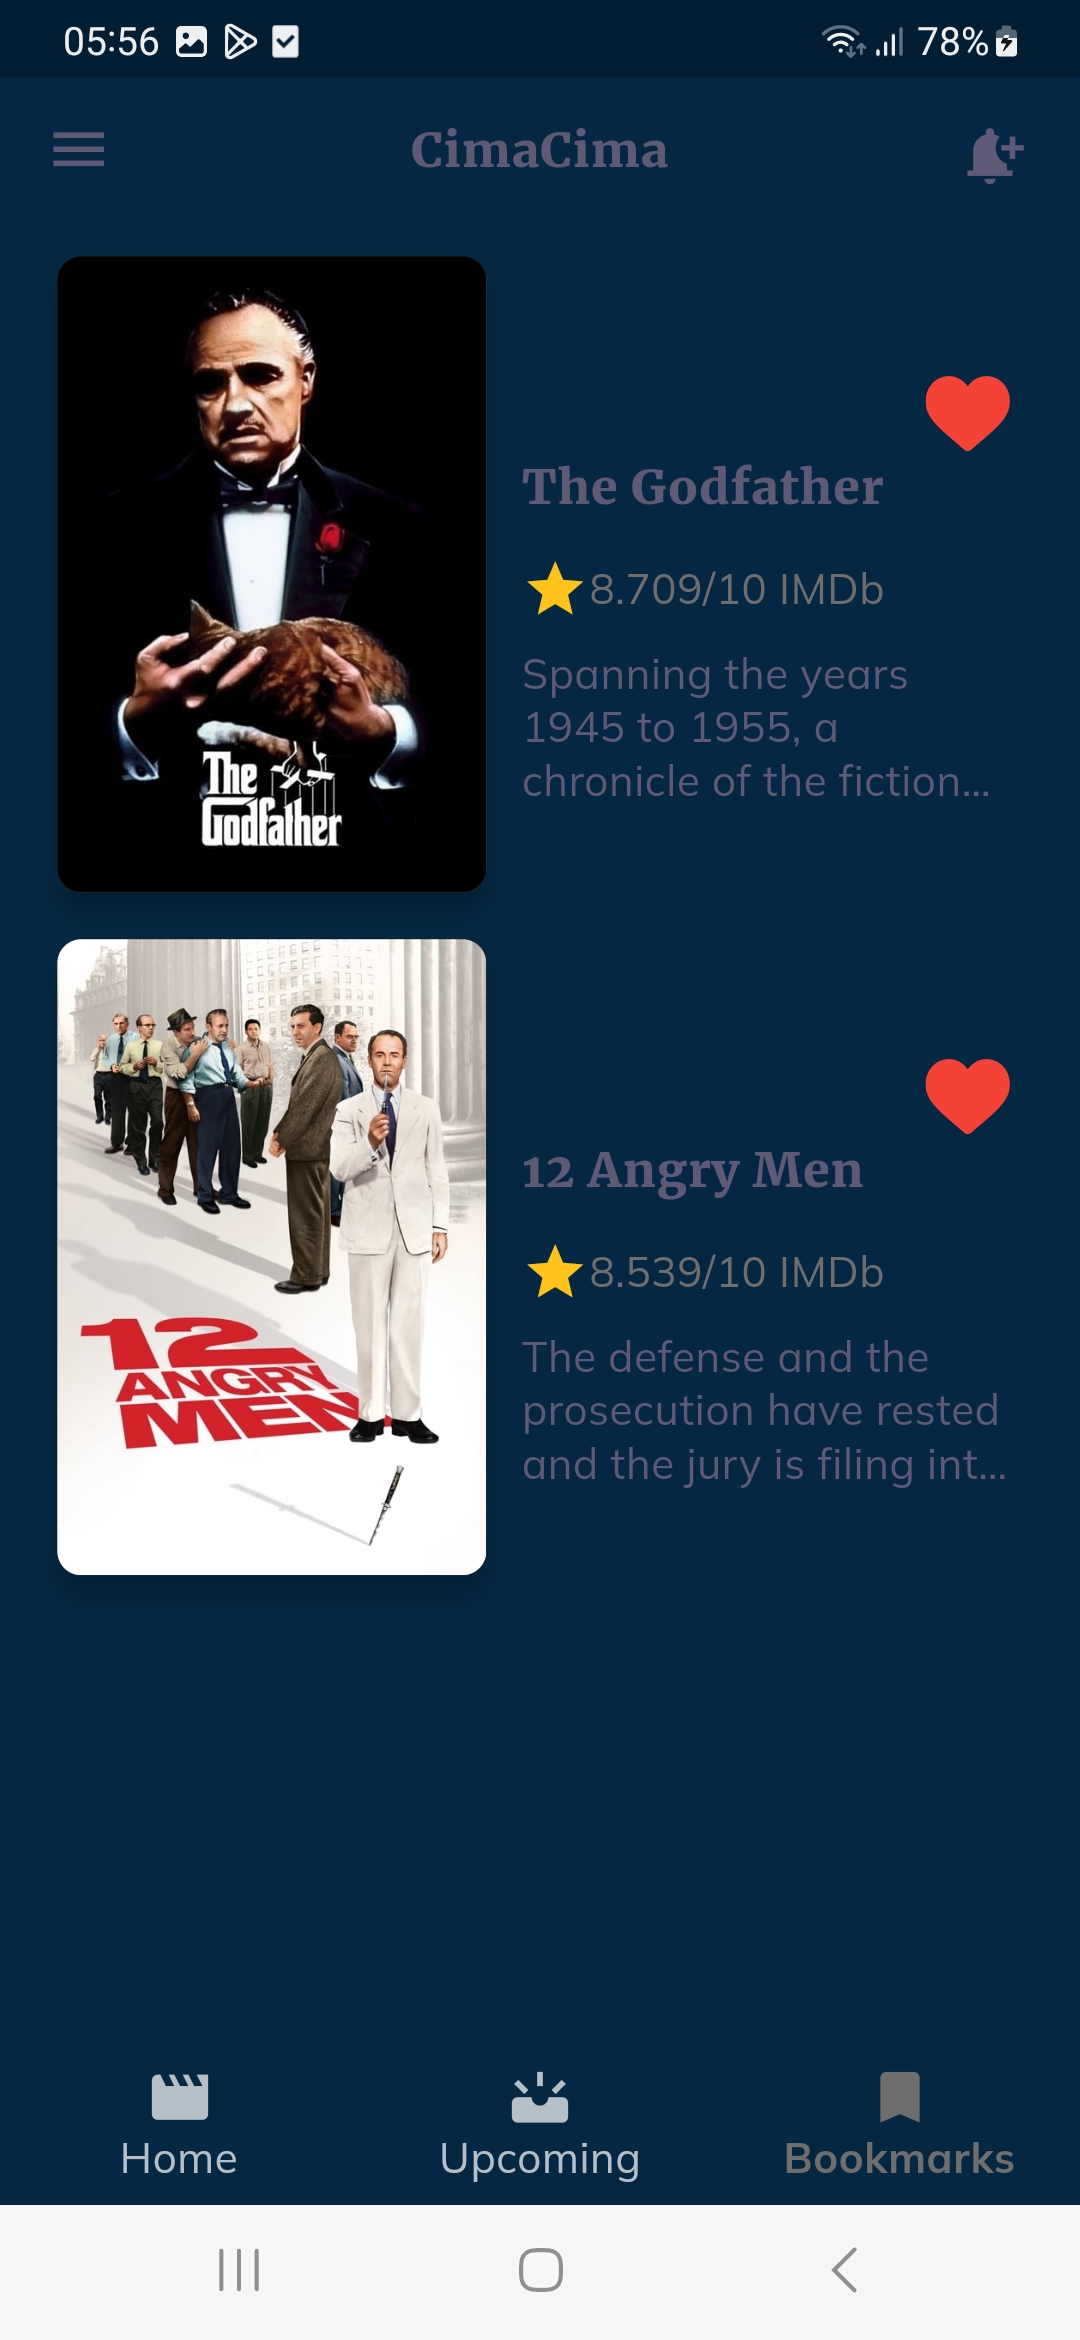 05:56
78%
CimaCima
The
Godfather
The Godfather
8.709/10 IMDb
Spanning the years
1945 to 1955, a
chronicle of the fiction...
12
ANGRY
MEN
12 Angry Men
8.539/10 IMDb
The defense and the
prosecution have rested
and the jury is filing int...
Home
Upcoming
Bookmarks